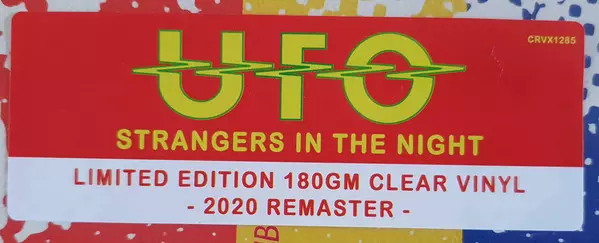 CRVX1285
UFO
STRANGERS IN THE NIGHT
LIMITED EDITION 180GM CLEAR VINYL
- 2020 REMASTER -